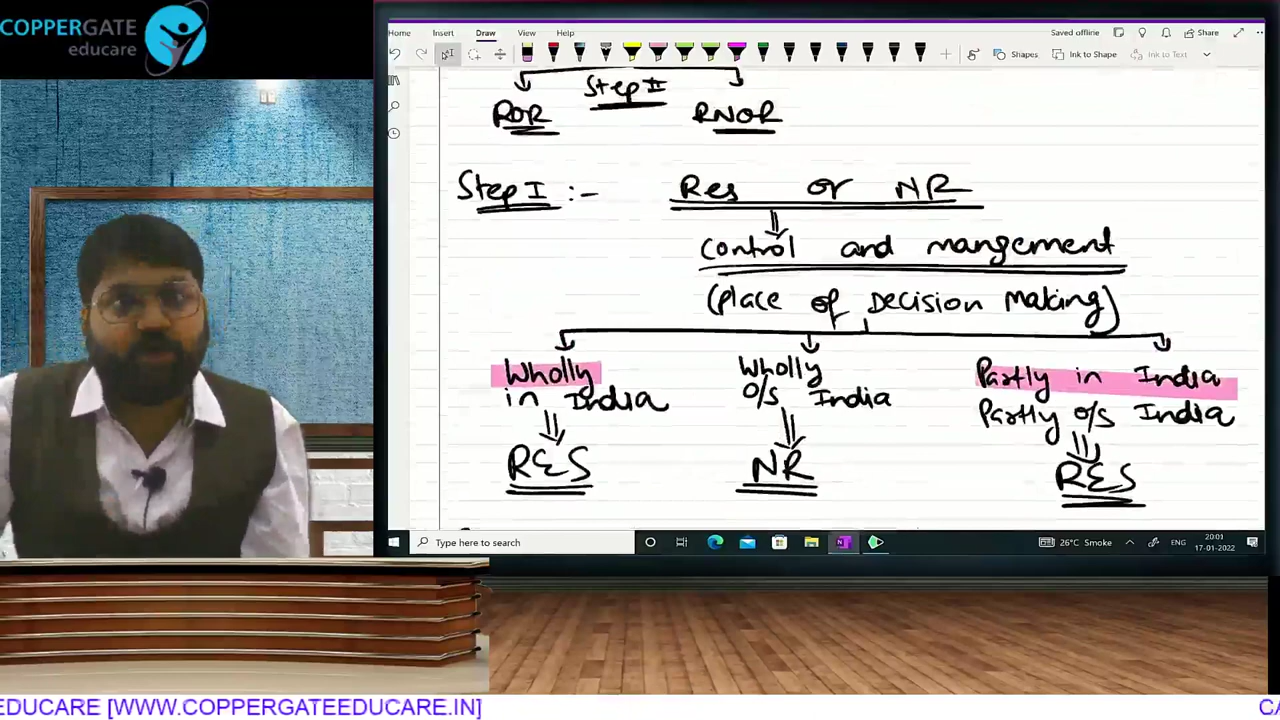 COPPERGATE
educare
Home Insert Draw View Help
Saved offline
Share
Shapes
Ink to Shape
Ink to Text
Step II
ROR RNOR
Step I :- Res or NR
control and mangement
(place of Decision Making)
Wholly
in India
RES
Wholly
o/s India
NR
Partly in India
Partly o/s India
RES
Type here to search
26°C Smoke
ENG
20:01
17-01-2022
EDUCARE [WWW.COPPERGATEEDUCARE.IN]
CA